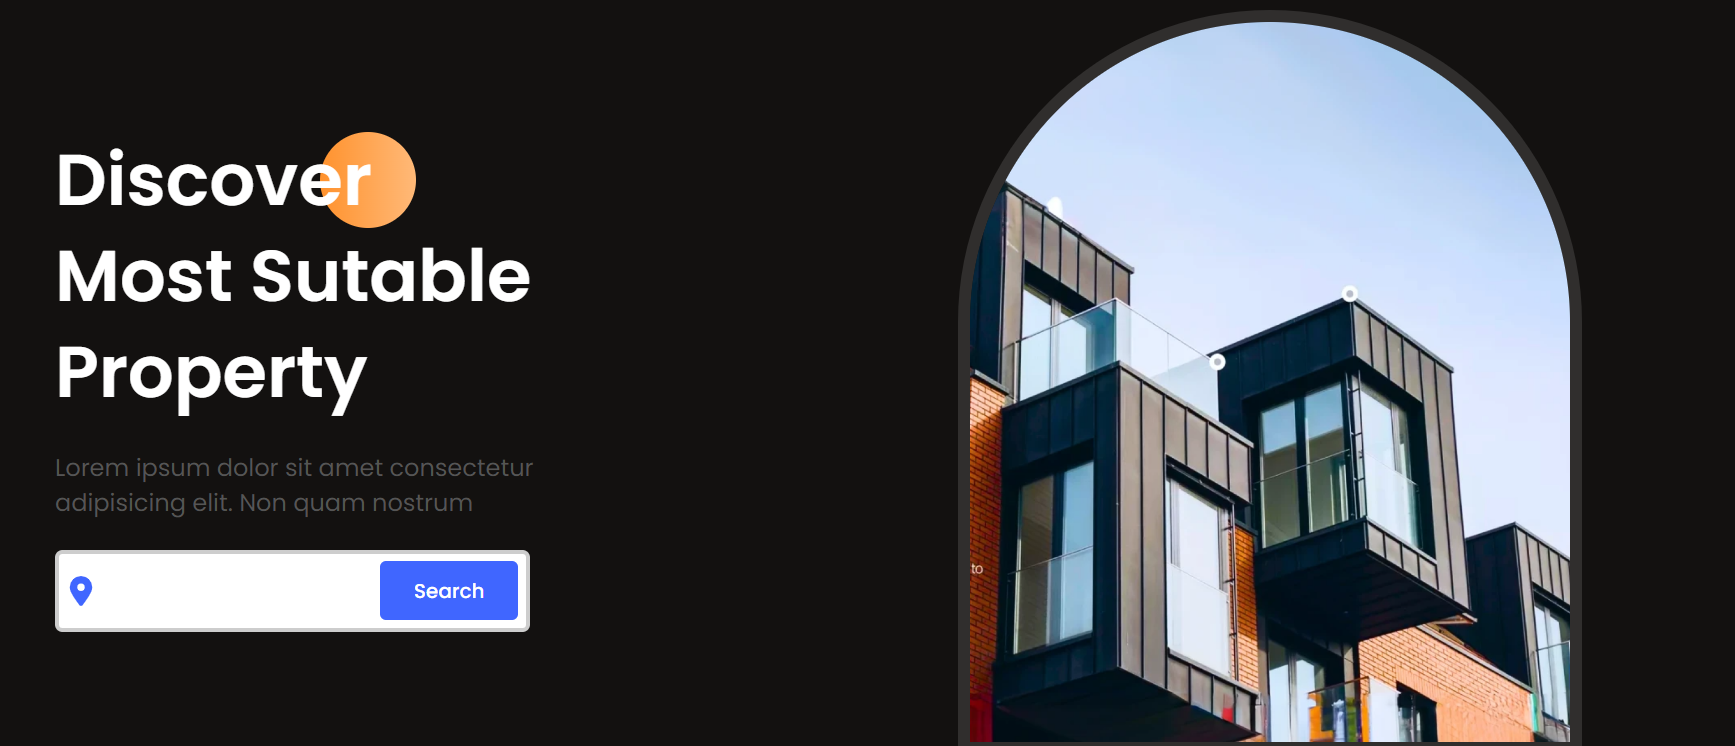 Discover
Most Sutable
Property
Lorem ipsum dolor sit amet consectetur
adipisicing elit. Non quam nostrum
Search
to